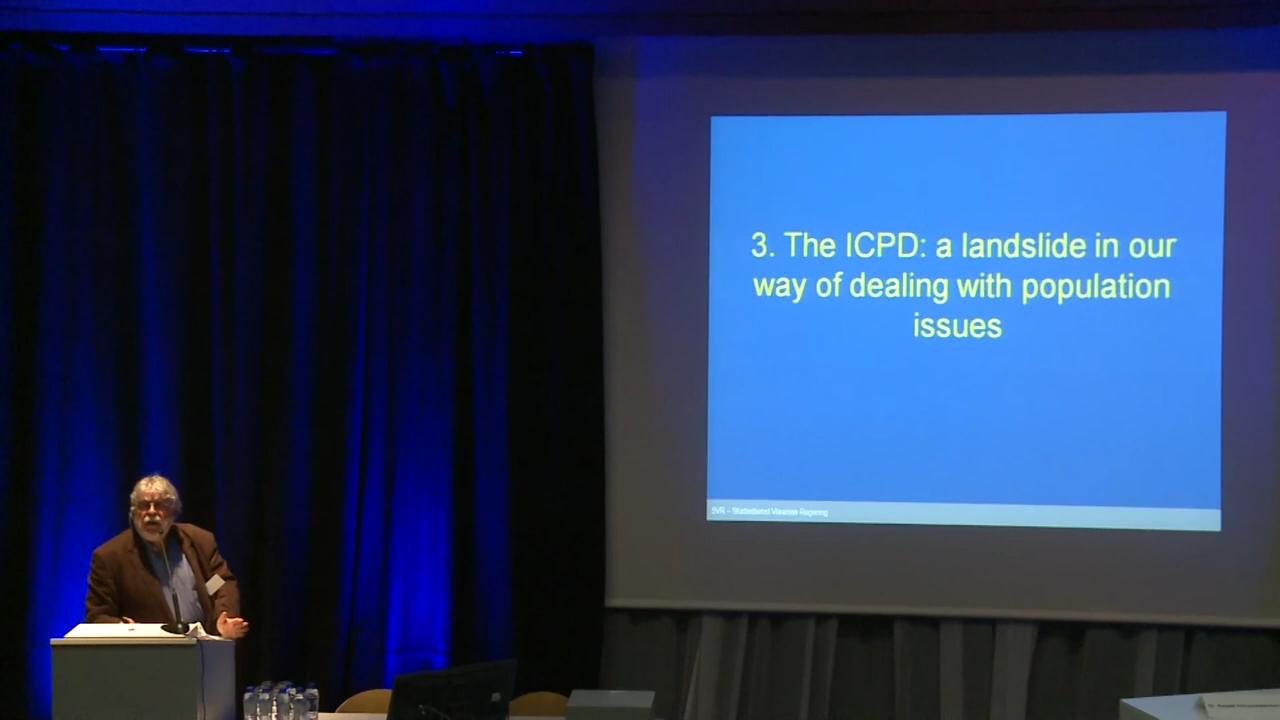 3. The ICPD: a landslide in our
way of dealing with population
issues
SVR – Studiedienst Vlaamse Regering